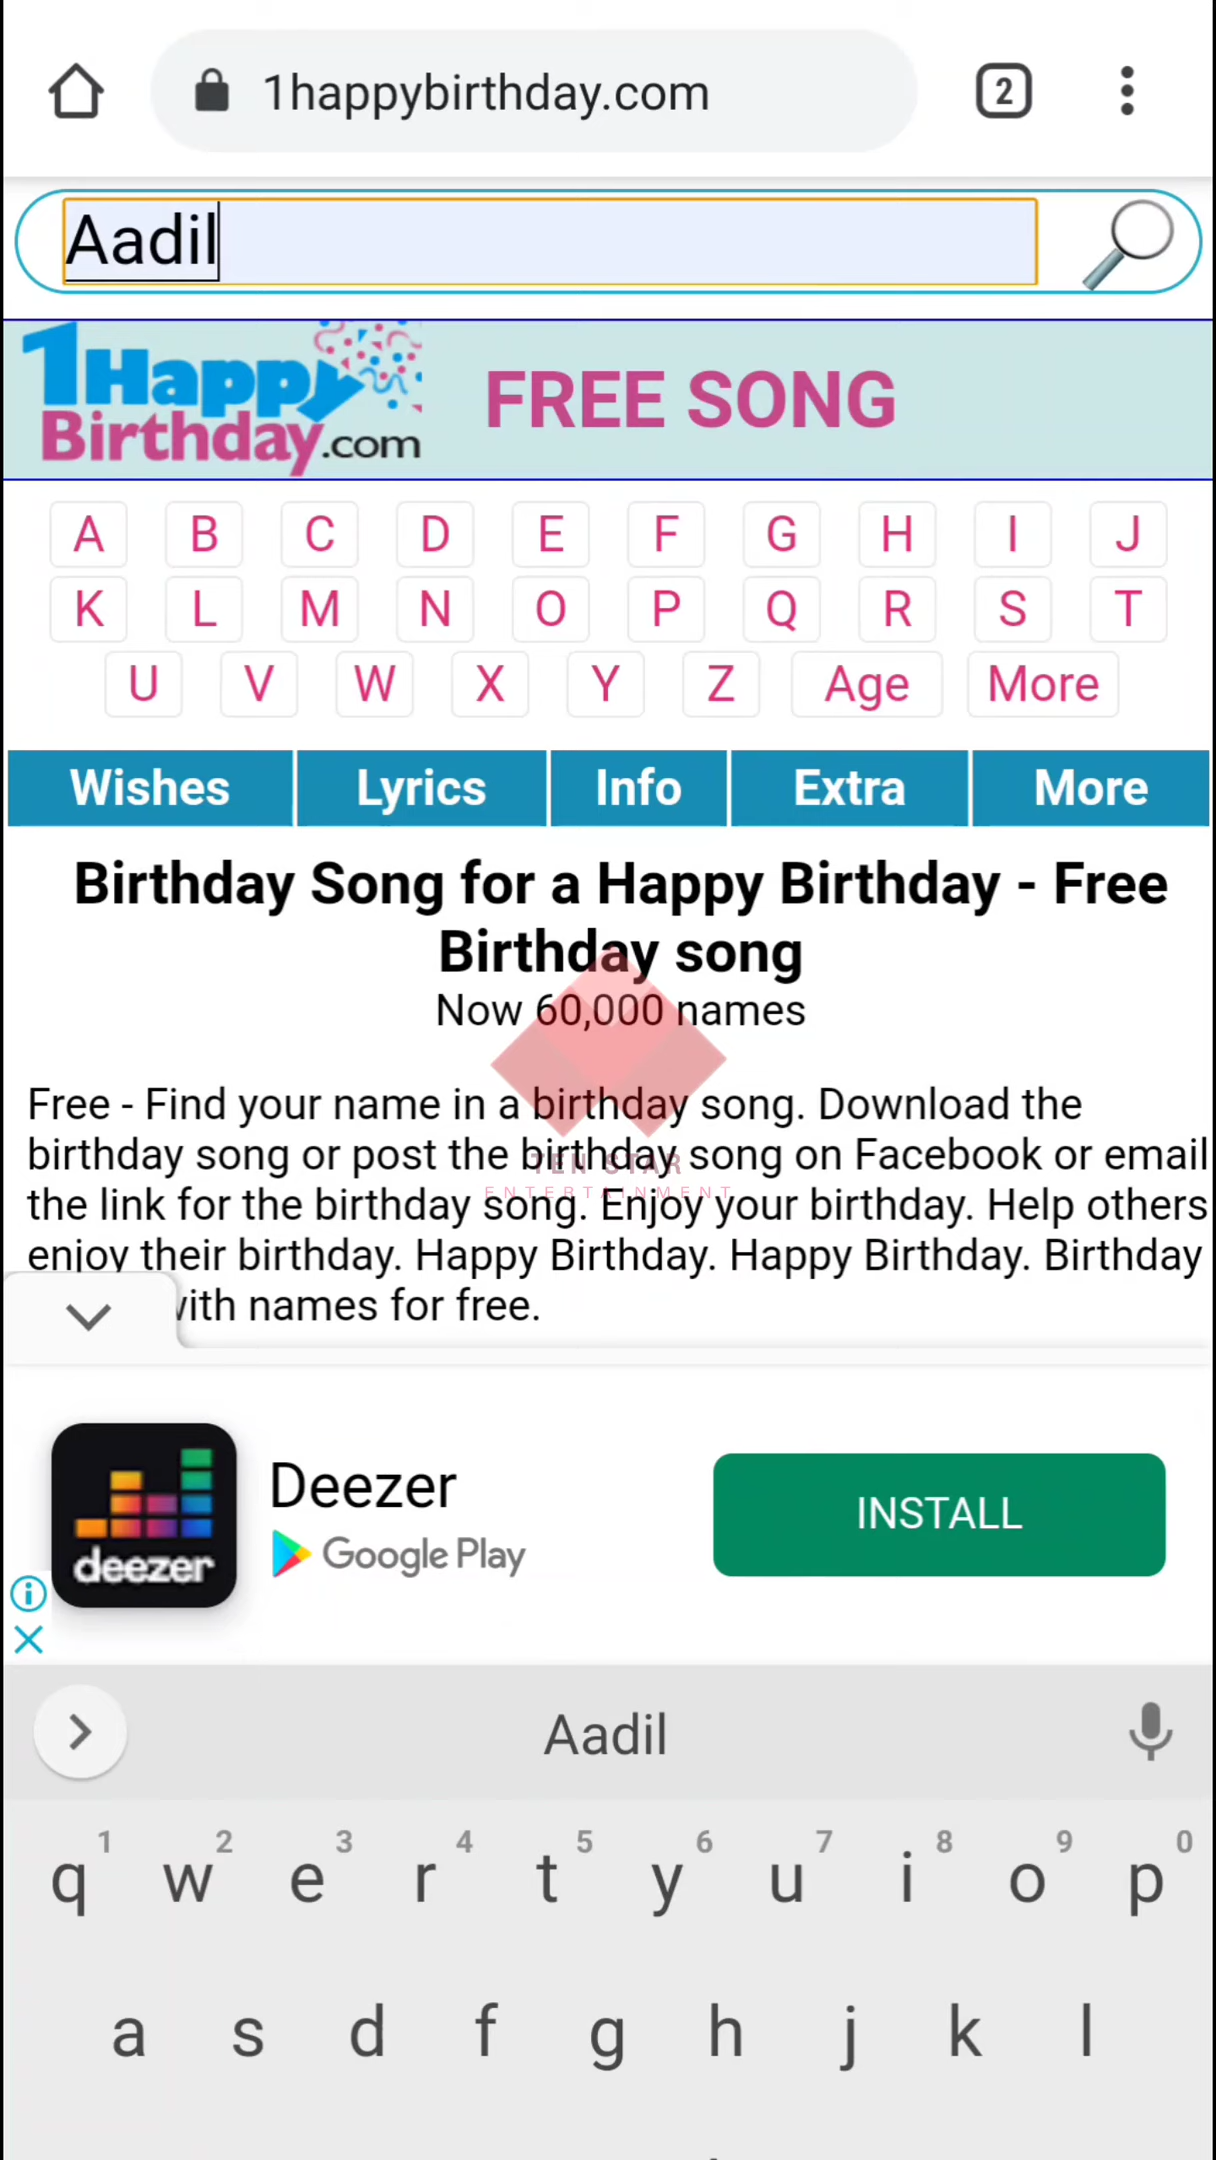 1happybirthday.com
2
Aadil
1Happy
Birthday.com
FREE SONG
A B C D E F G H I J
K L M N O P Q R S T
U V W X Y Z Age More
Wishes Lyrics Info Extra More
Birthday Song for a Happy Birthday - Free
Birthday song
Now 60,000 names
Free - Find your name in a birthday song. Download the
birthday song or post the birthday song on Facebook or email
TEN STAR
ENTERTAINMENT
the link for the birthday song. Enjoy your birthday. Help others
enjoy their birthday. Happy Birthday. Happy Birthday. Birthday
with names for free.
deezer
Deezer
Google Play
INSTALL
Aadil
1 2 3 4 5 6 7 8 9 0
q w e r t y u i o p
a s d f g h j k l